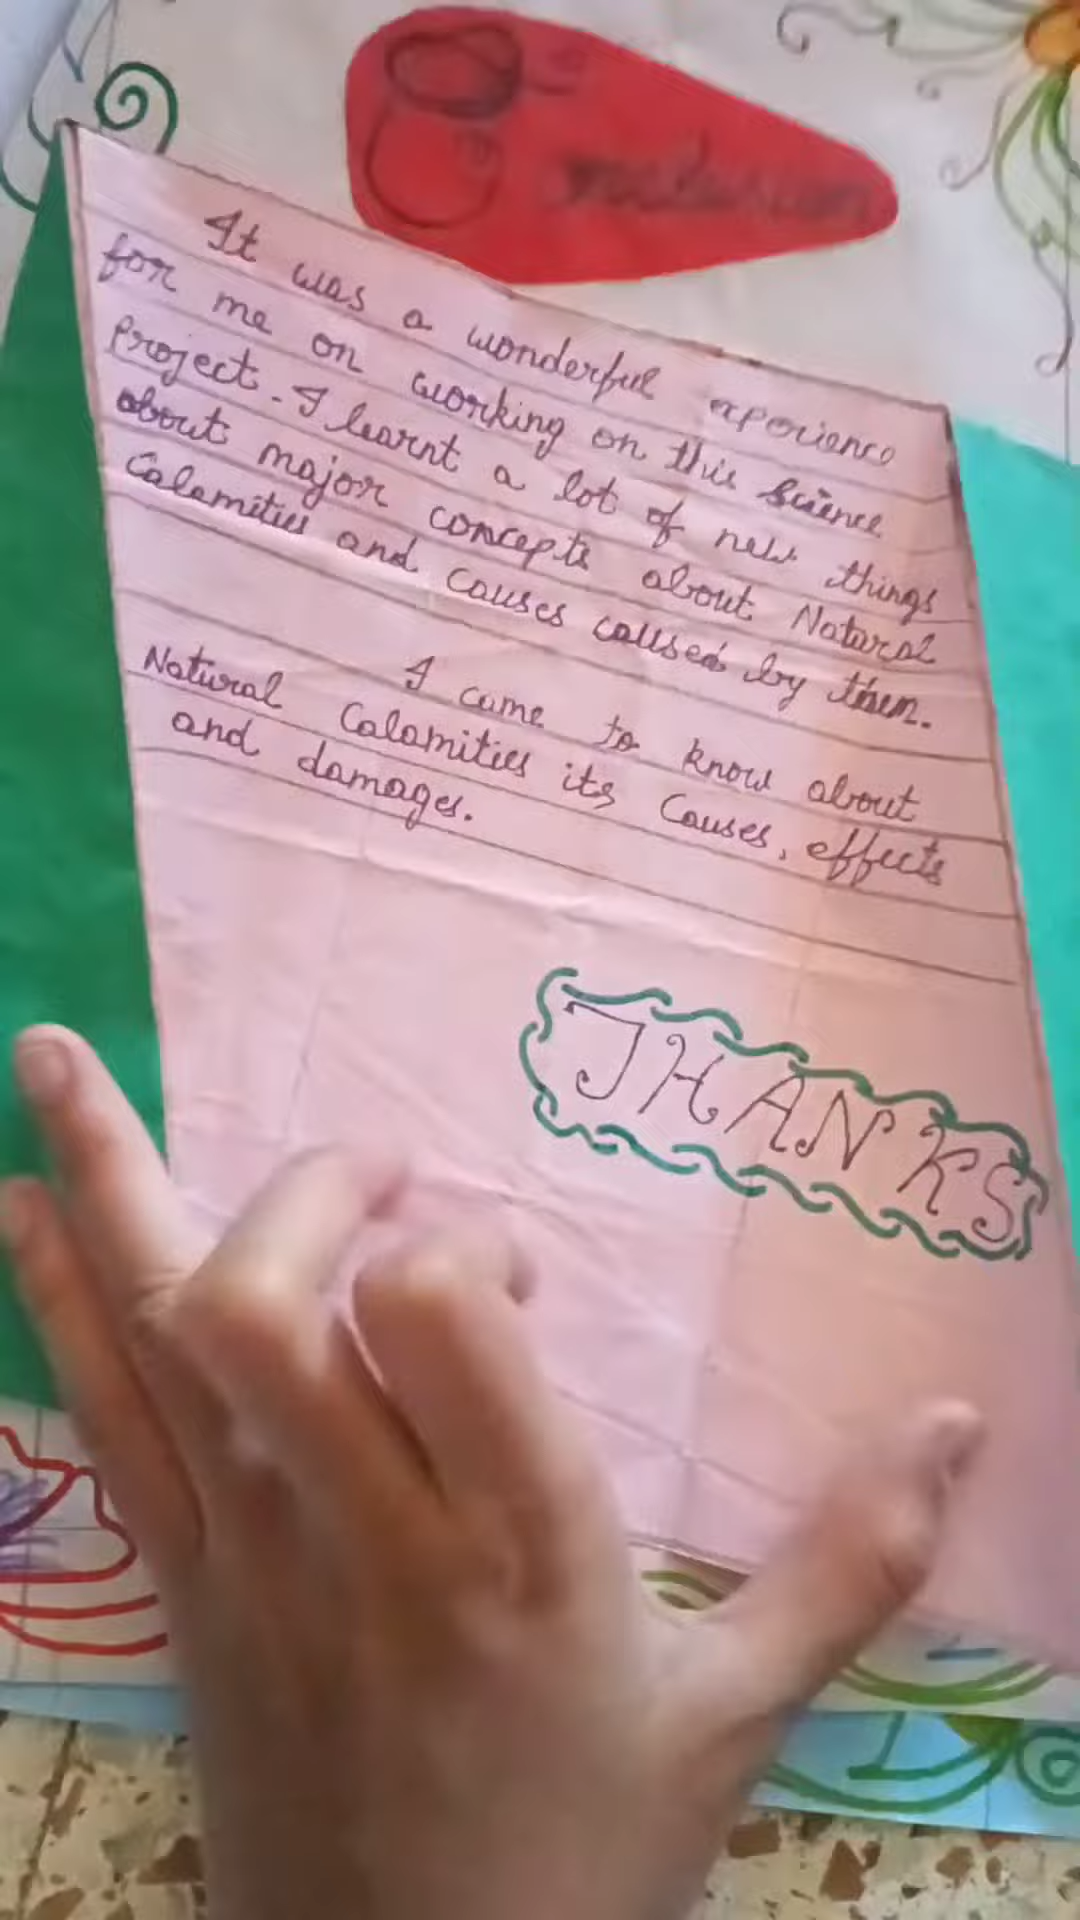 It was a wonderful experience
for me on working on this science
project. I learnt a lot of new things
about major concepts about Natural
Calamities and causes caused by them.
I came to know about
Natural Calamities its Causes, effects
and damages.
THANKS